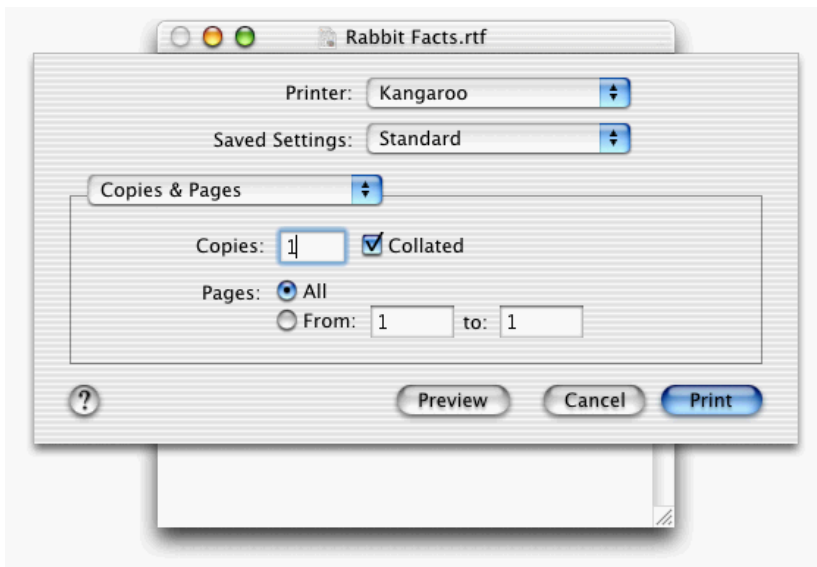 Rabbit Facts.rtf
Printer: Kangaroo
Saved Settings: Standard
Copies & Pages
Copies: 1 Collated
Pages: All
From: 1 to: 1
? Preview Cancel Print